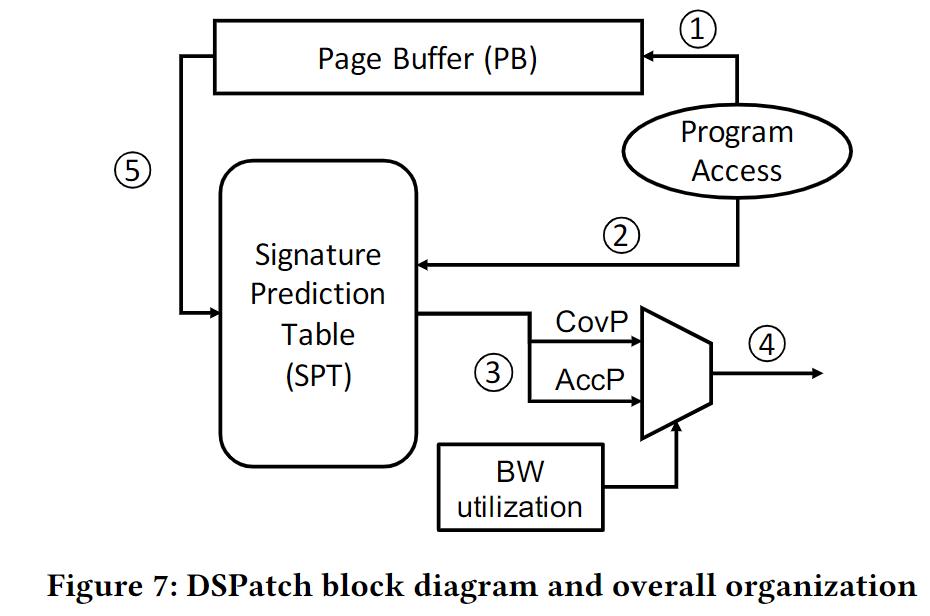 ①
Page Buffer (PB)
Program
Access
⑤
②
Signature
Prediction
Table
(SPT)
CovP
③
AccP
④
BW
utilization
Figure 7: DSPatch block diagram and overall organization